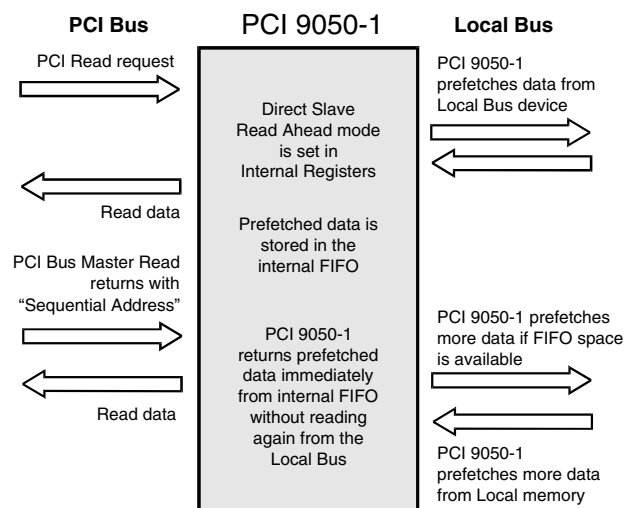 PCI Bus
PCI 9050-1
Local Bus
PCI Read request
PCI 9050-1
prefetches data from
Local Bus device
Direct Slave
Read Ahead mode
is set in
Internal Registers
Read data
Prefetched data is
stored in the
internal FIFO
PCI Bus Master Read
returns with
“Sequential Address”
PCI 9050-1 prefetches
more data if FIFO space
is available
PCI 9050-1
returns prefetched
data immediately
from internal FIFO
without reading
again from the
Local Bus
Read data
PCI 9050-1
prefetches more data
from Local memory